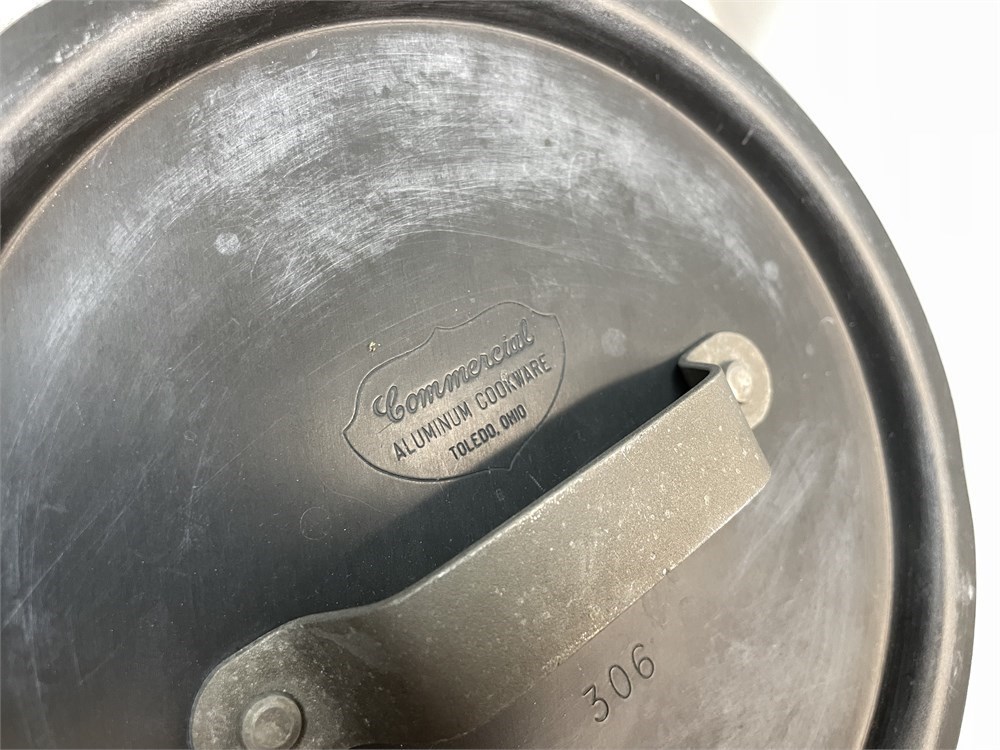 Commercial
ALUMINUM COOKWARE
TOLEDO, OHIO
306